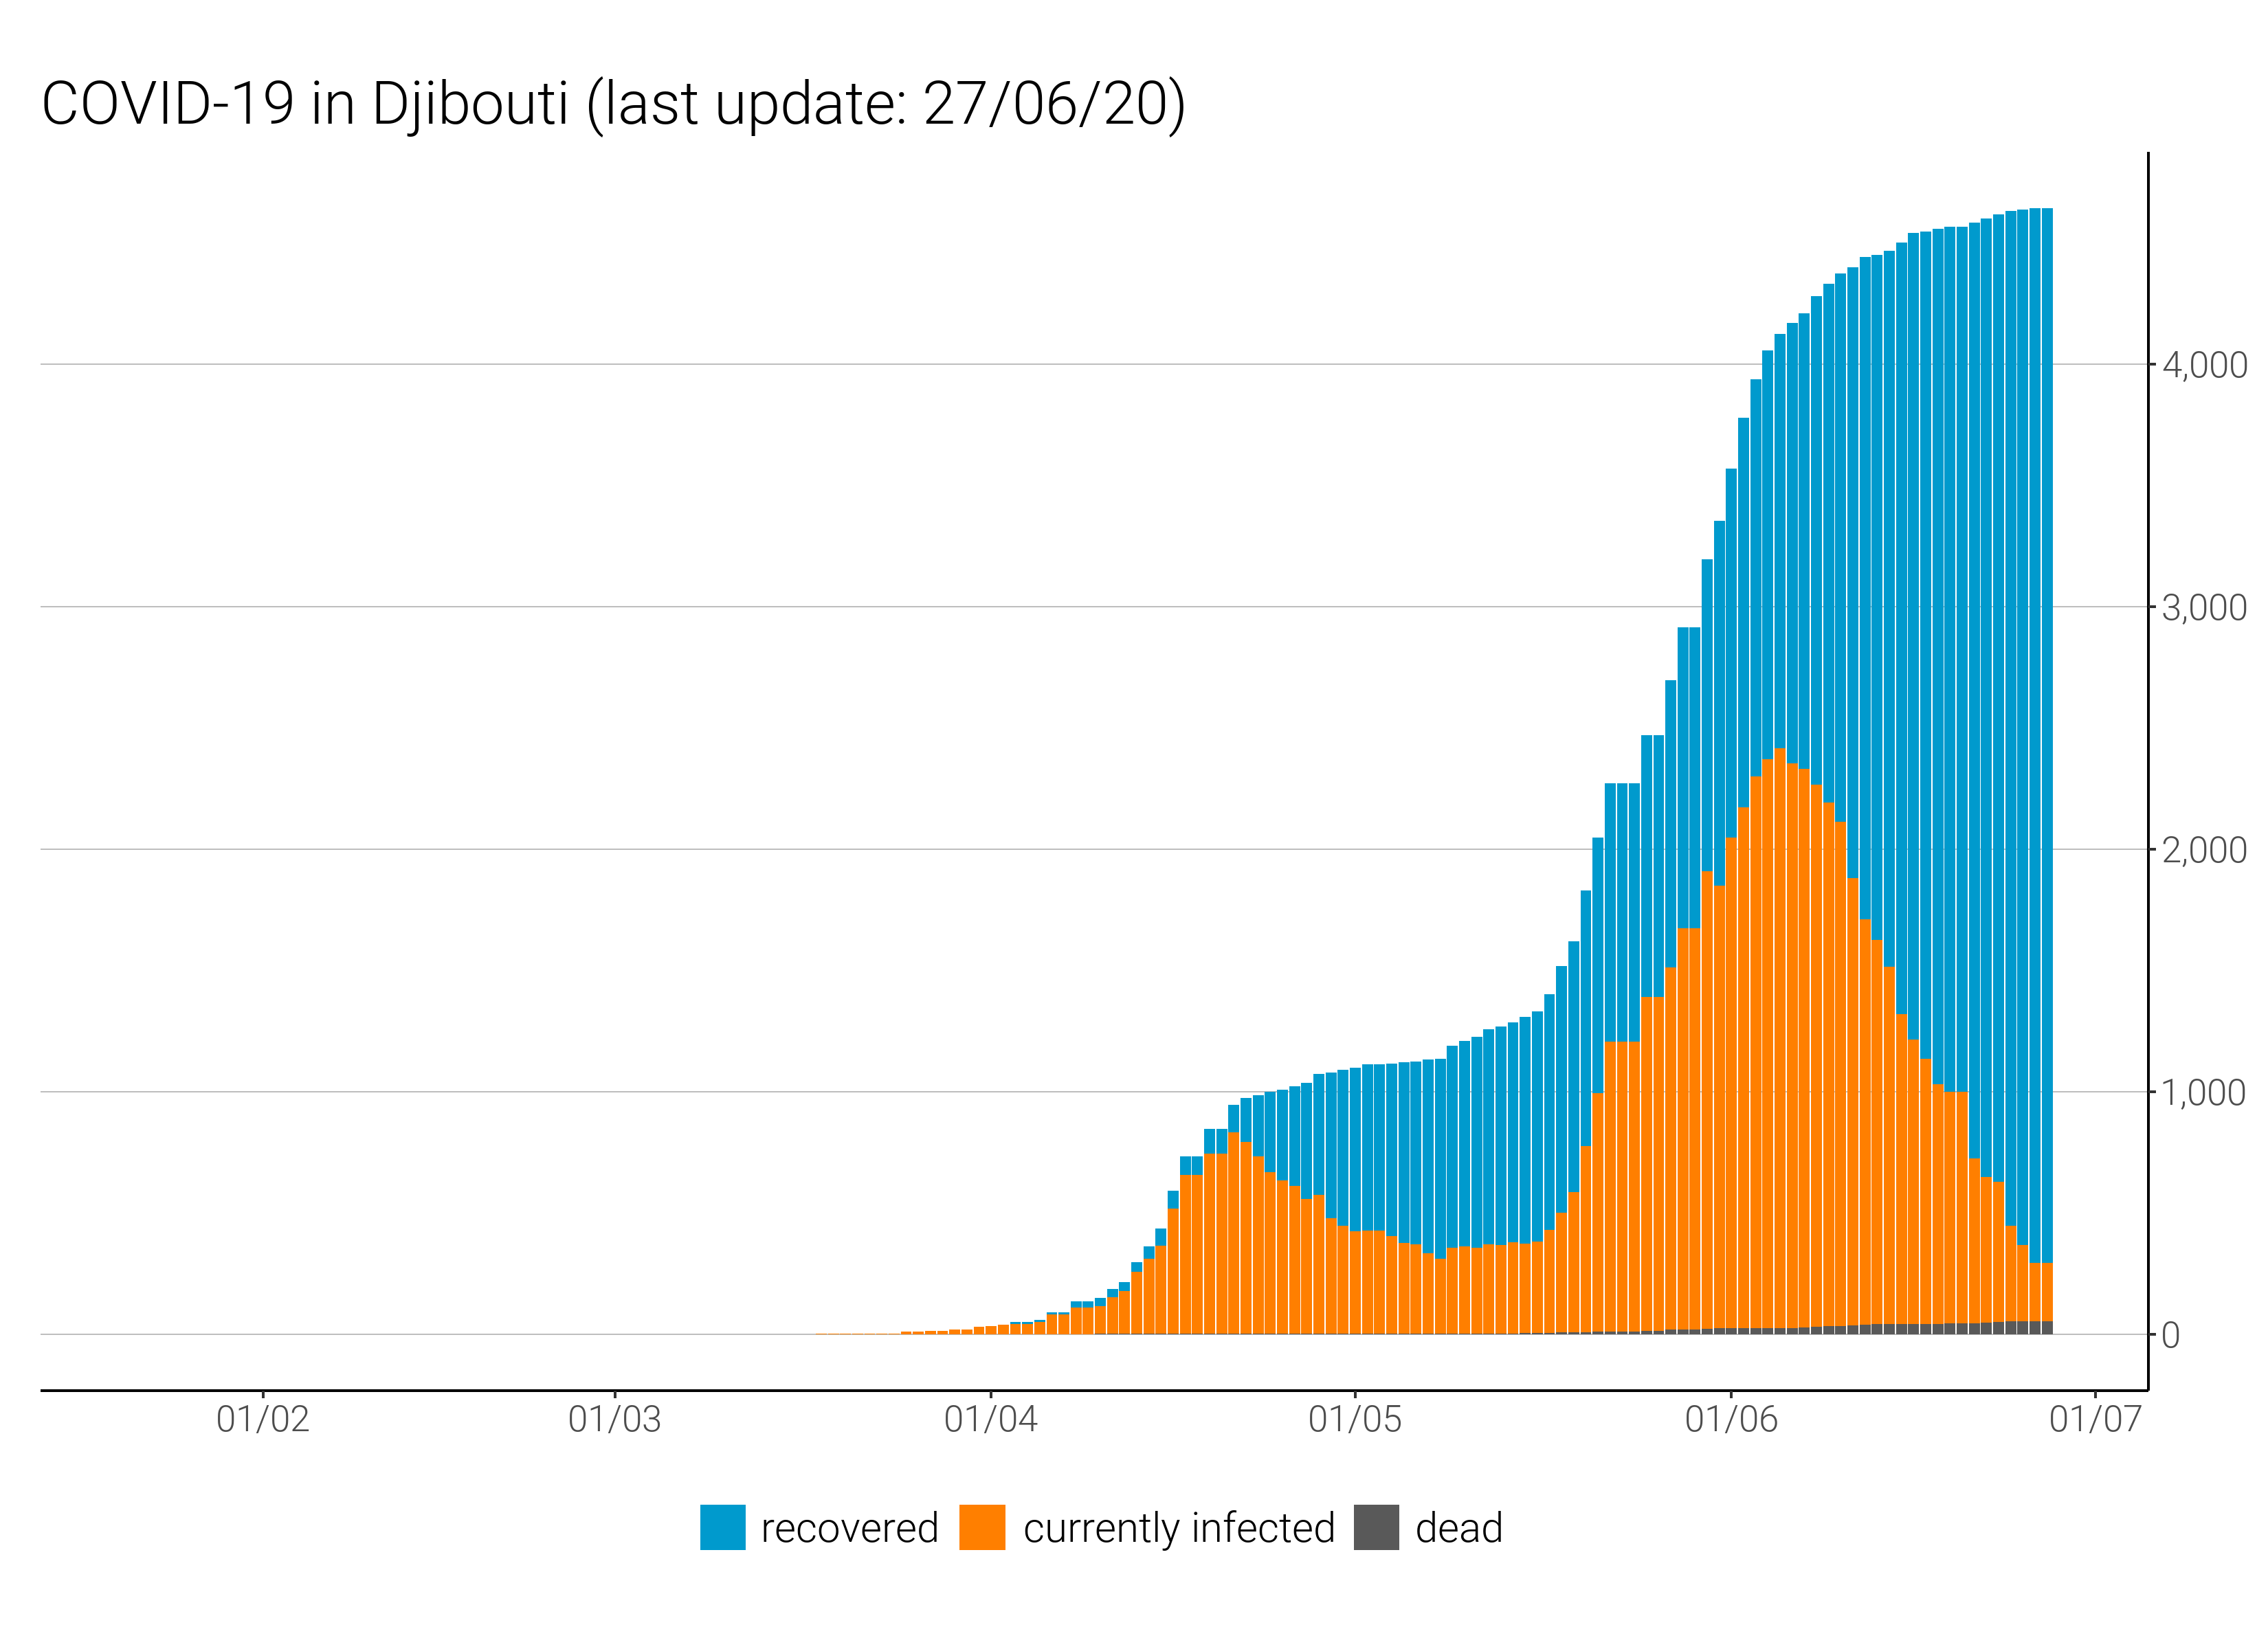 COVID-19 in Djibouti (last update: 27/06/20)
4,000
3,000
2,000
1,000
0
01/02 01/03 01/04 01/05 01/06 01/07
recovered currently infected dead